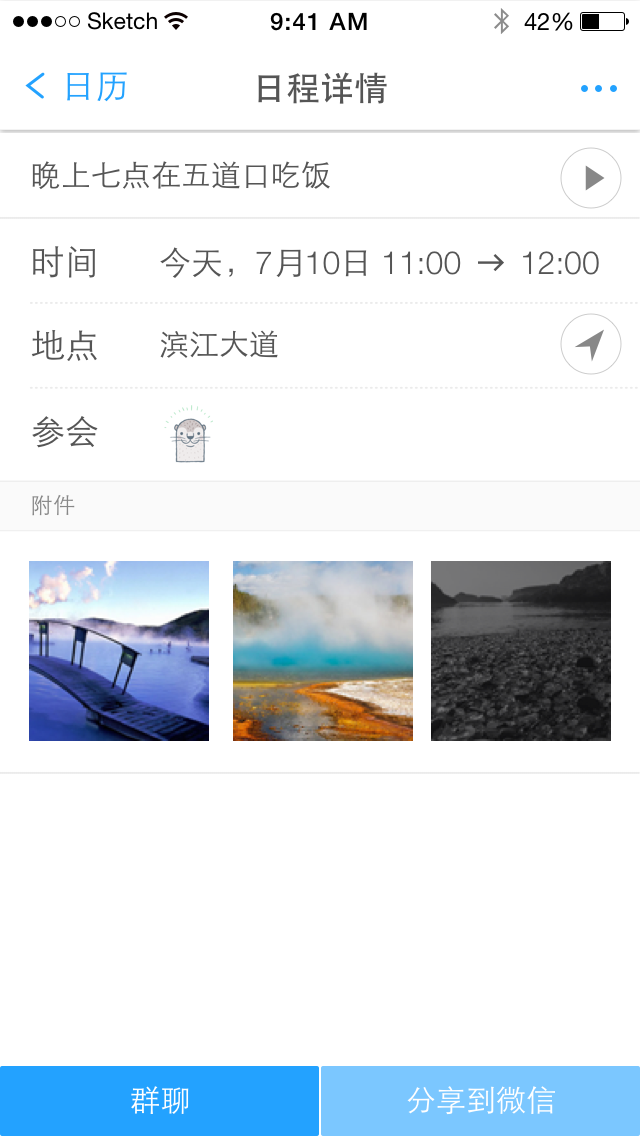 Sketch 9:41 AM 42%
日历 日程详情
晚上七点在五道口吃饭
时间 今天，7月10日 11:00 → 12:00
地点 滨江大道
参会
附件
群聊 分享到微信